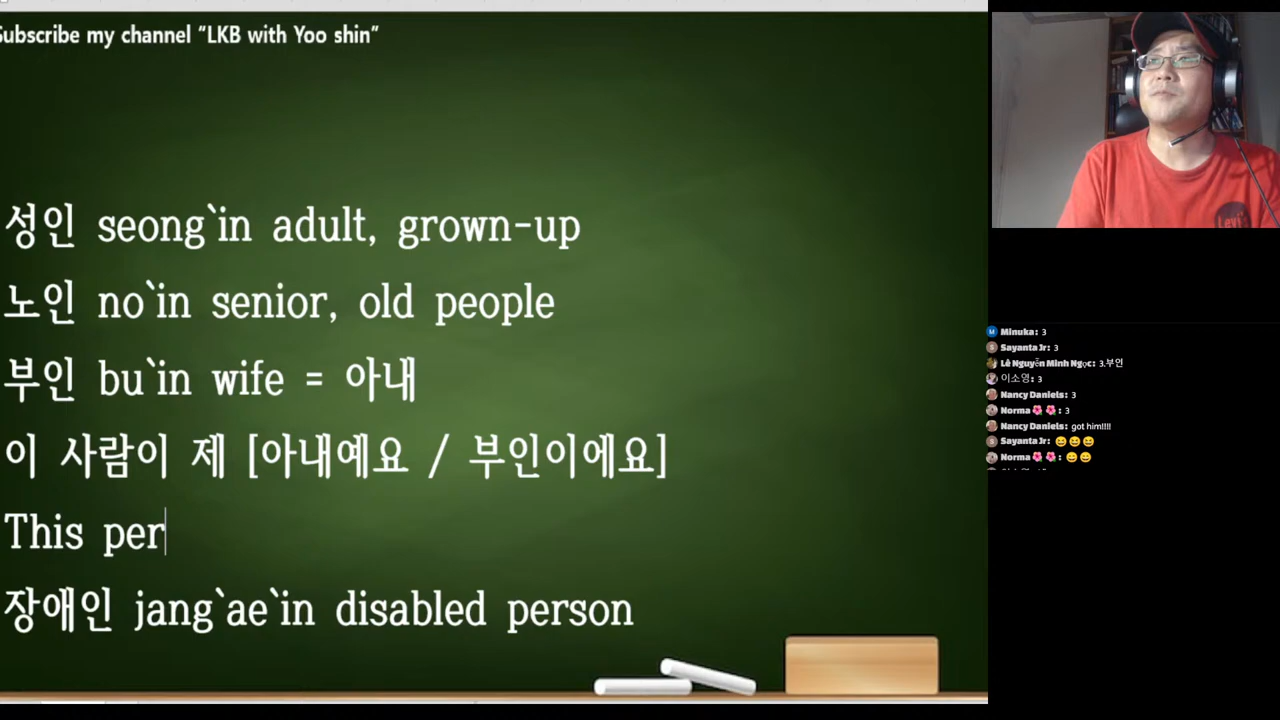 Subscribe my channel “LKB with Yoo shin”
성인 seong`in adult, grown-up
노인 no`in senior, old people
부인 bu`in wife = 아내
이 사람이 제 [아내예요 / 부인이에요]
This per
장애인 jang`ae`in disabled person
Levi's
Minuka: 3
Sayanta Jr: 3
Lê Nguyễn Minh Ngọc: 3.부인
이소영: 3
Nancy Daniels: 3
Norma🌸🌸: 3
Nancy Daniels: got him!!!!
Sayanta Jr: 😆😆😆
Norma🌸🌸: 😄😄